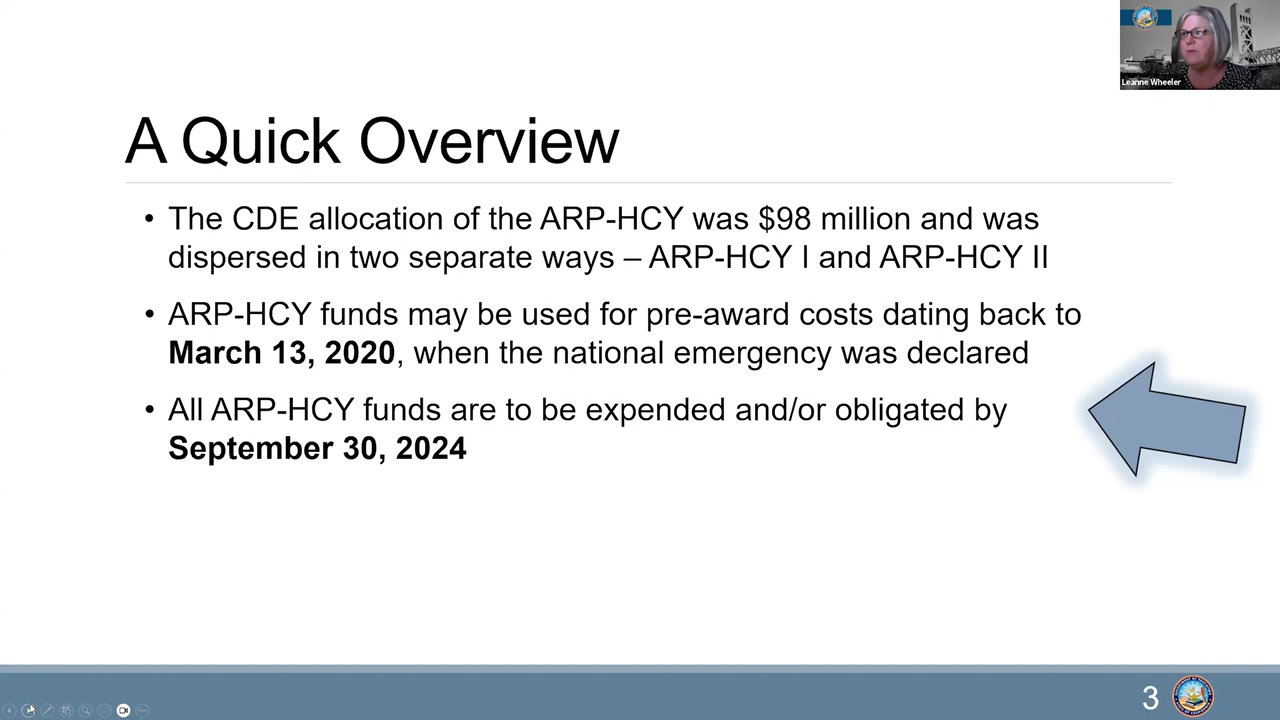 Leanne Wheeler
A Quick Overview
• The CDE allocation of the ARP-HCY was $98 million and was
dispersed in two separate ways – ARP-HCY I and ARP-HCY II
• ARP-HCY funds may be used for pre-award costs dating back to
March 13, 2020, when the national emergency was declared
• All ARP-HCY funds are to be expended and/or obligated by
September 30, 2024
3